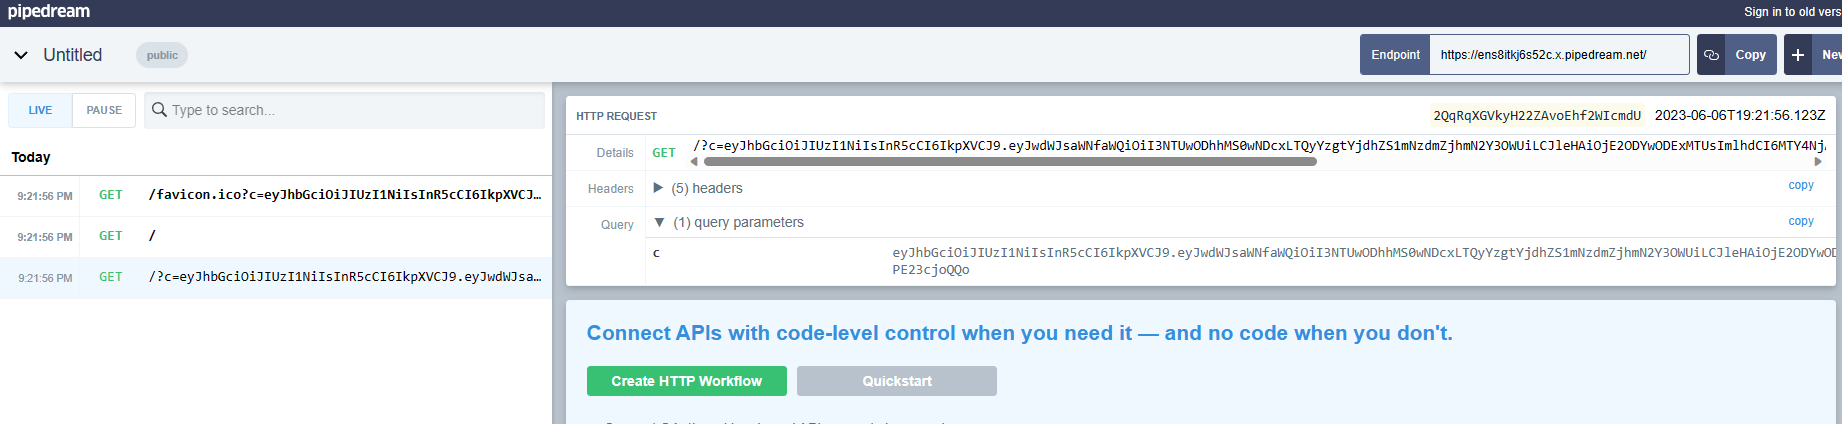 pipedream
Sign in to old vers
Untitled
public
Endpoint
https://ens8itkj6s52c.x.pipedream.net/
Copy
New
LIVE
PAUSE
Type to search...
Today
9:21:56 PM GET /favicon.ico?c=eyJhbGciOiJIUzI1NiIsInR5cCI6IkpXVCJ…
9:21:56 PM GET /
9:21:56 PM GET /?c=eyJhbGciOiJIUzI1NiIsInR5cCI6IkpXVCJ9.eyJwdWJsa…
HTTP REQUEST
2QqRqXGVkyH22ZAvoEhf2WIcmdU 2023-06-06T19:21:56.123Z
Details GET /?c=eyJhbGciOiJIUzI1NiIsInR5cCI6IkpXVCJ9.eyJwdWJsaWNfaWQiOiI3NTUwODhhMS0wNDcxLTQyYzgtYjdhZS1mNzdmZjhmN2Y3OWUiLCJleHAiOjE2ODYwODExMTUsImlhdCI6MTY4Nj
Headers (5) headers copy
Query (1) query parameters copy
c eyJhbGciOiJIUzI1NiIsInR5cCI6IkpXVCJ9.eyJwdWJsaWNfaWQiOiI3NTUwODhhMS0wNDcxLTQyYzgtYjdhZS1mNzdmZjhmN2Y3OWUiLCJleHAiOjE2ODYwOD
PE23cjoQQo
Connect APIs with code-level control when you need it — and no code when you don't.
Create HTTP Workflow
Quickstart